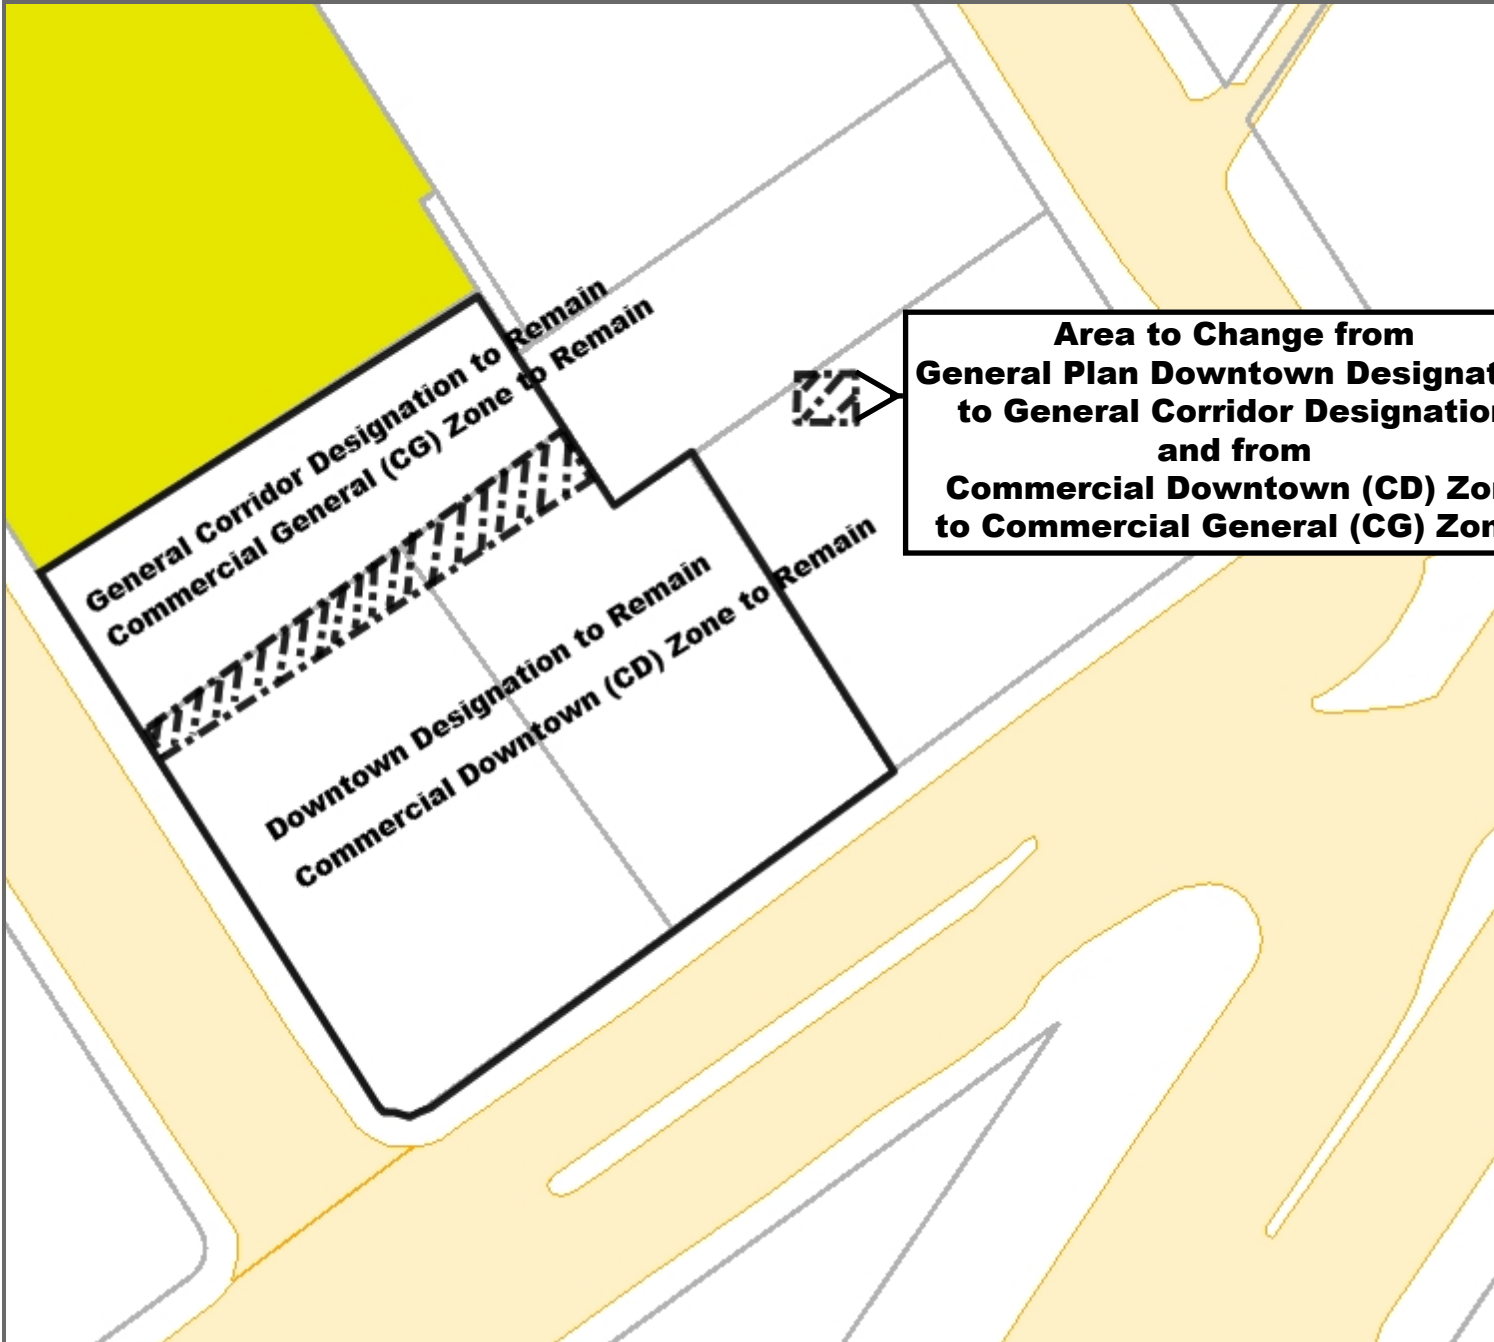 General Corridor Designation to Remain
Commercial General (CG) Zone to Remain
Area to Change from
General Plan Downtown Designat
to General Corridor Designation
and from
Commercial Downtown (CD) Zo
to Commercial General (CG) Zon
Downtown Designation to Remain
Commercial Downtown (CD) Zone to Remain